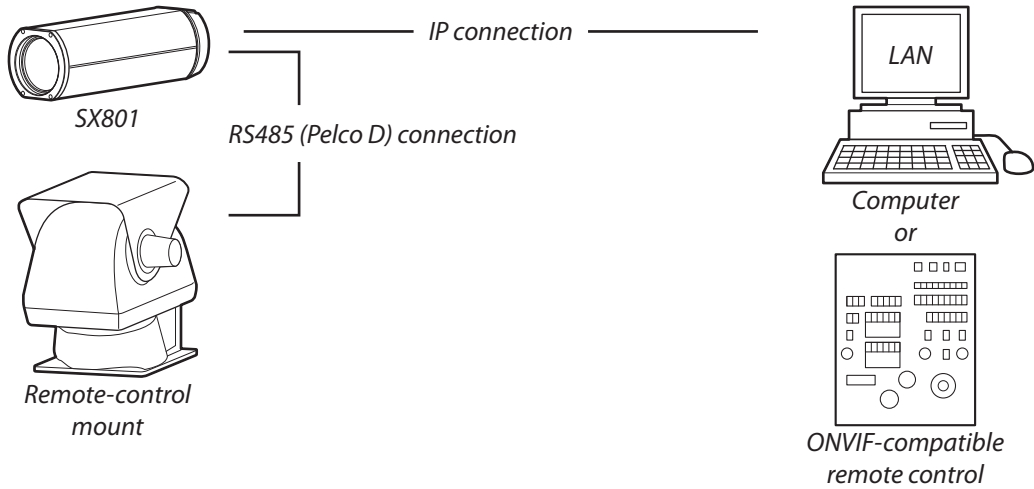 IP connection
LAN
SX801
RS485 (Pelco D) connection
Computer
or
Remote-control
mount
ONVIF-compatible
remote control